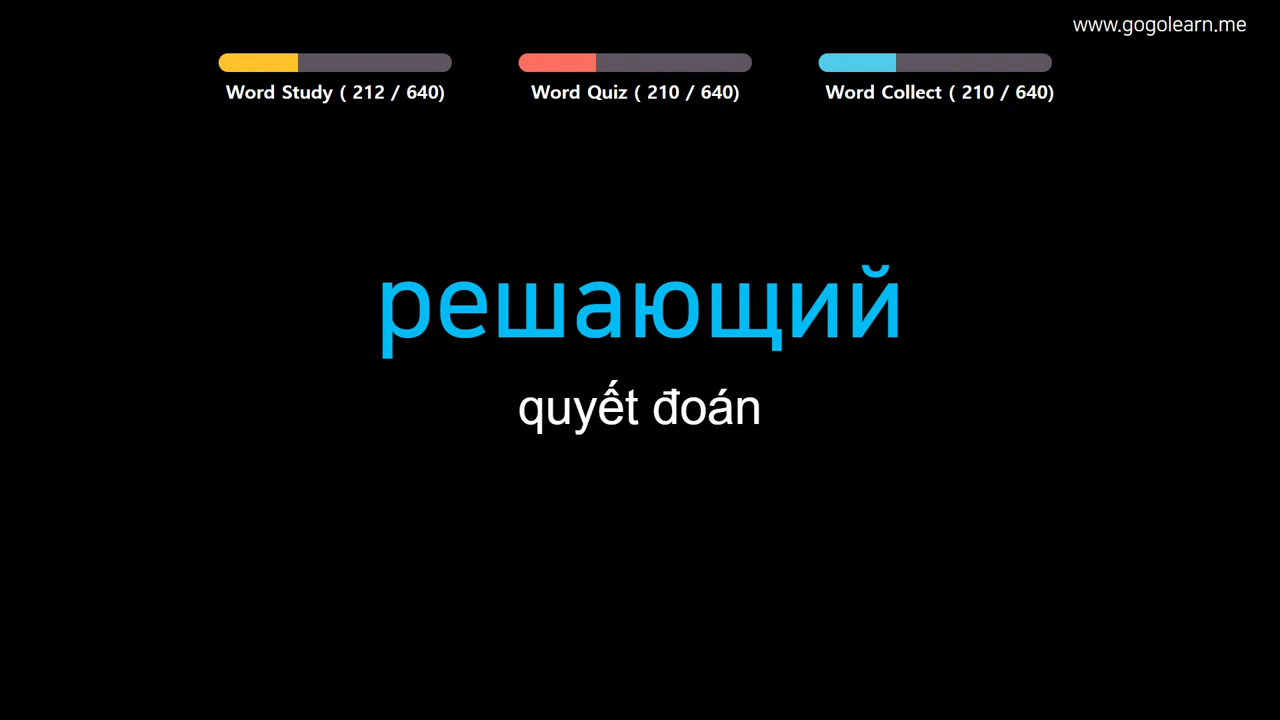 www.gogolearn.me
Word Study ( 212 / 640) Word Quiz ( 210 / 640) Word Collect ( 210 / 640)
решающий
quyết đoán